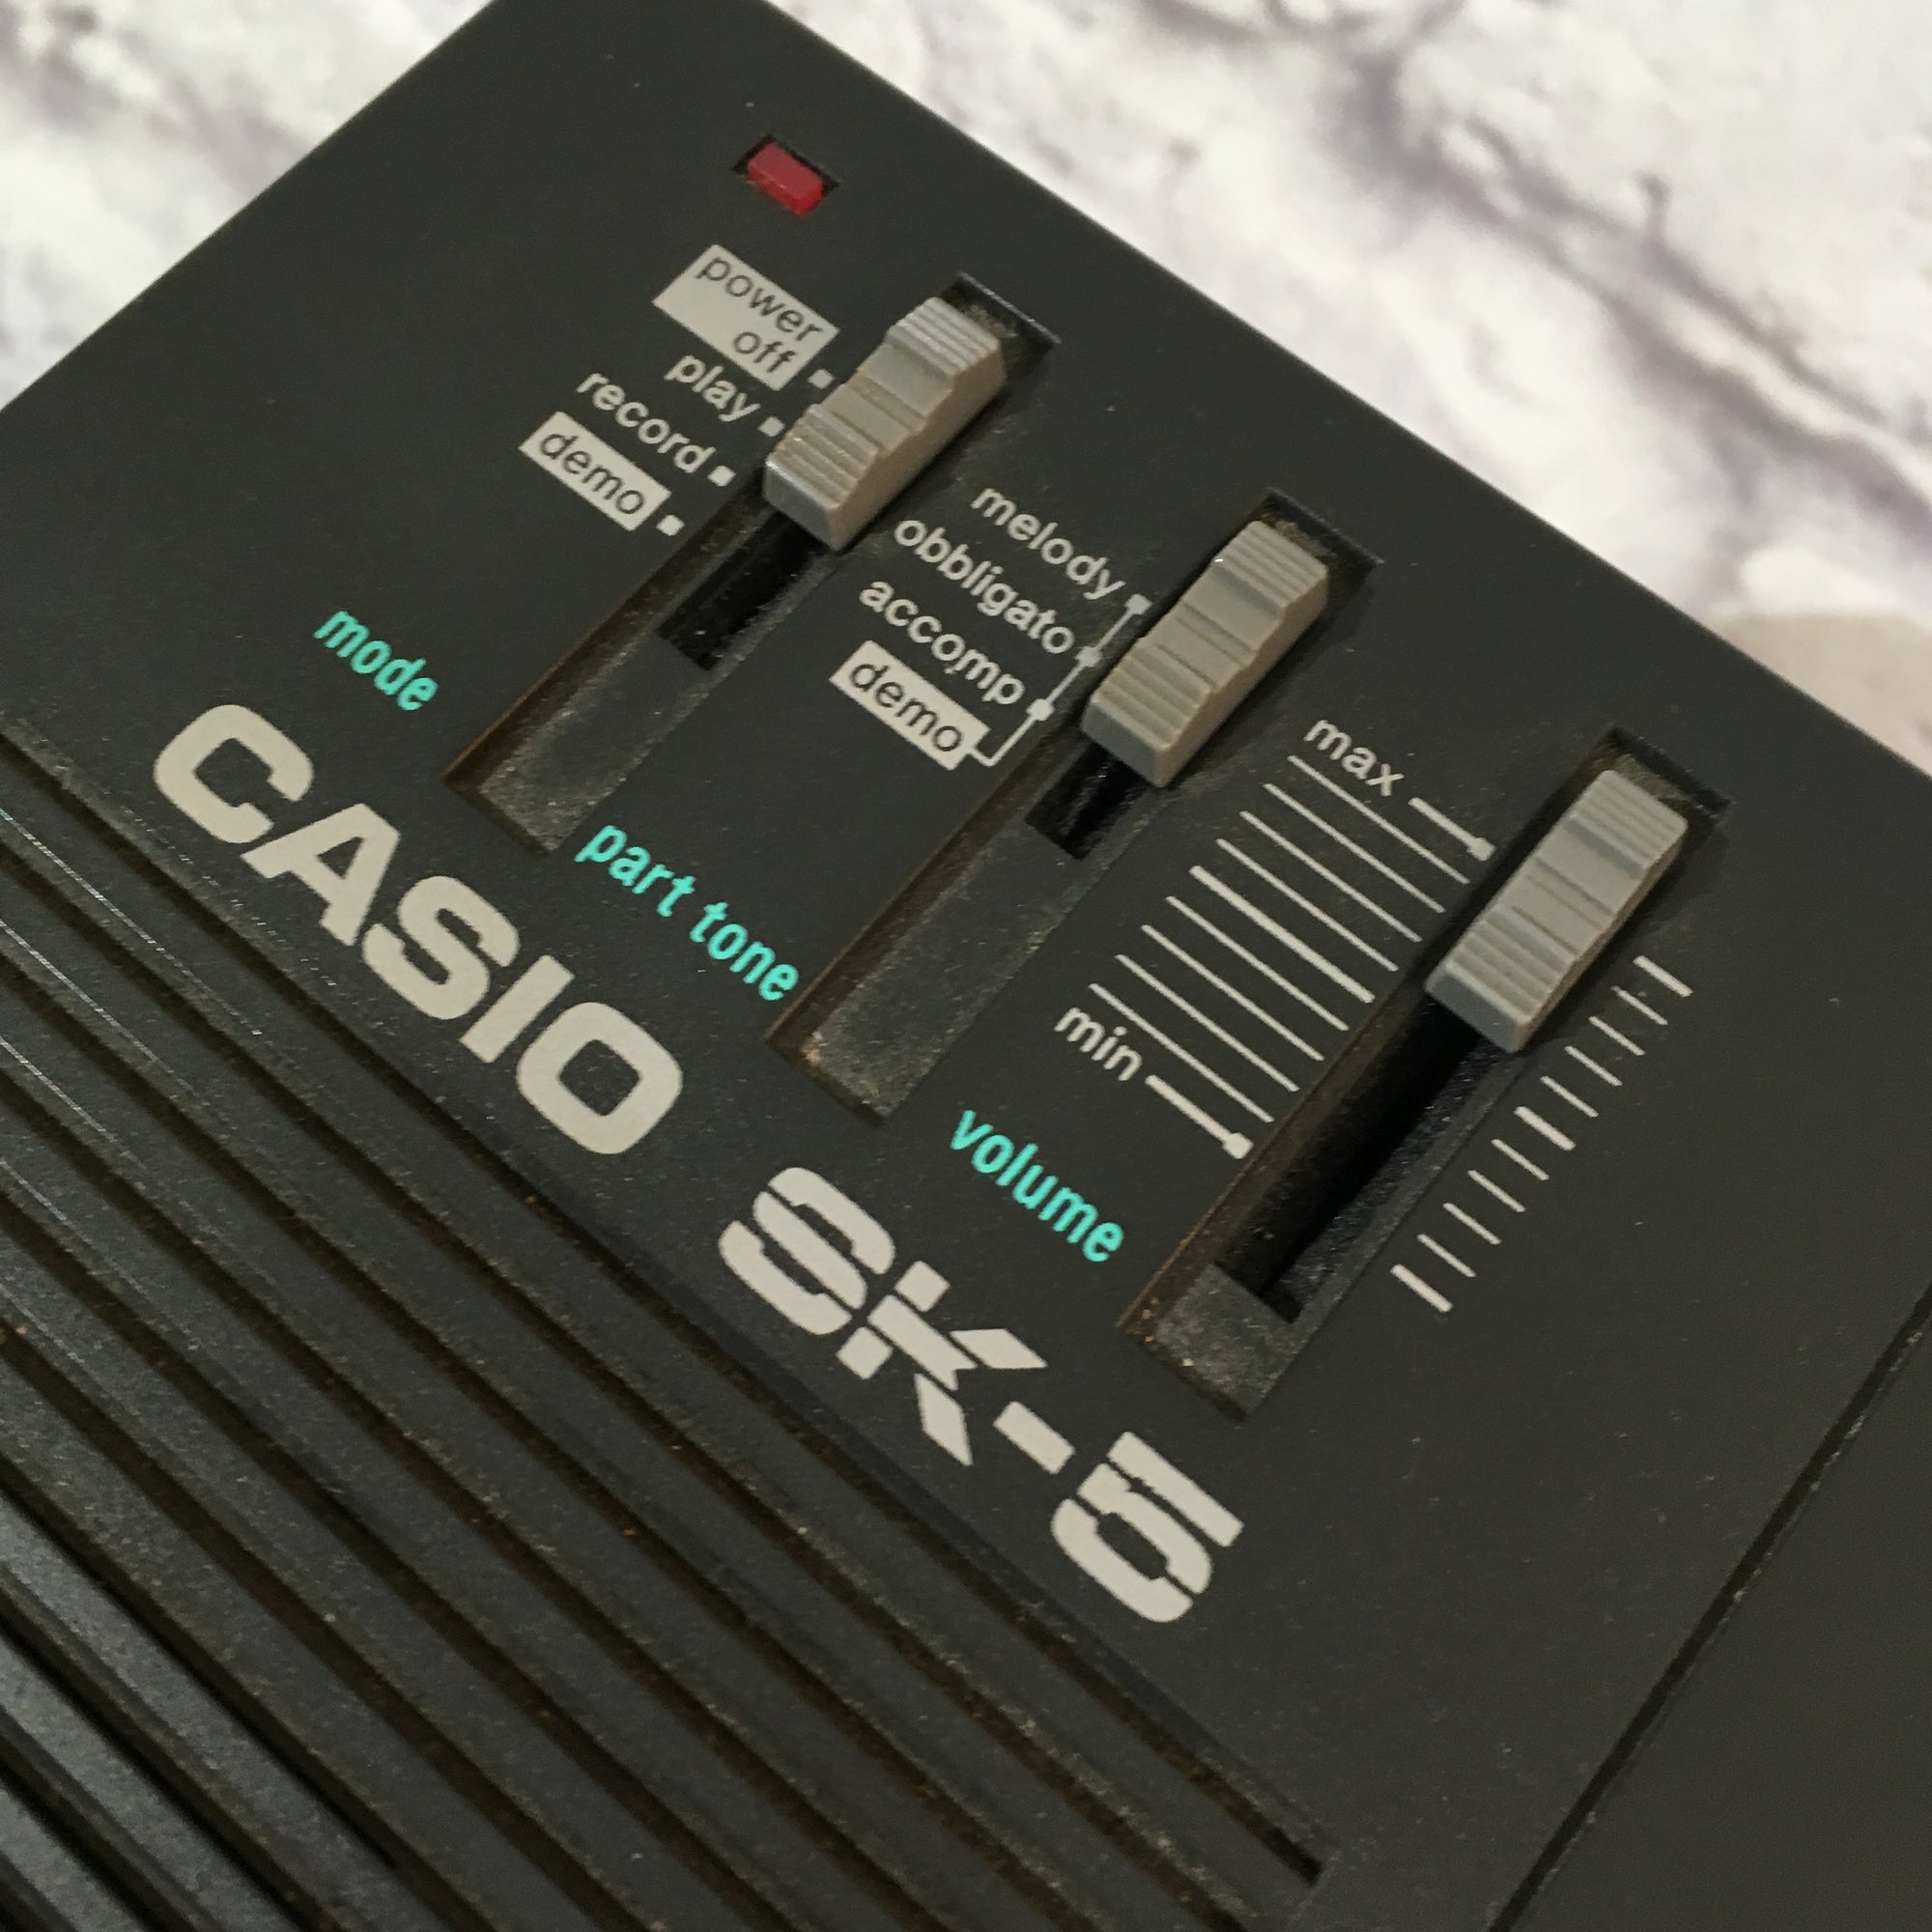 power
off
play
record
demo
mode
melody
obbligato
accomp
demo
part tone
max
min
volume
CASIO SK-5